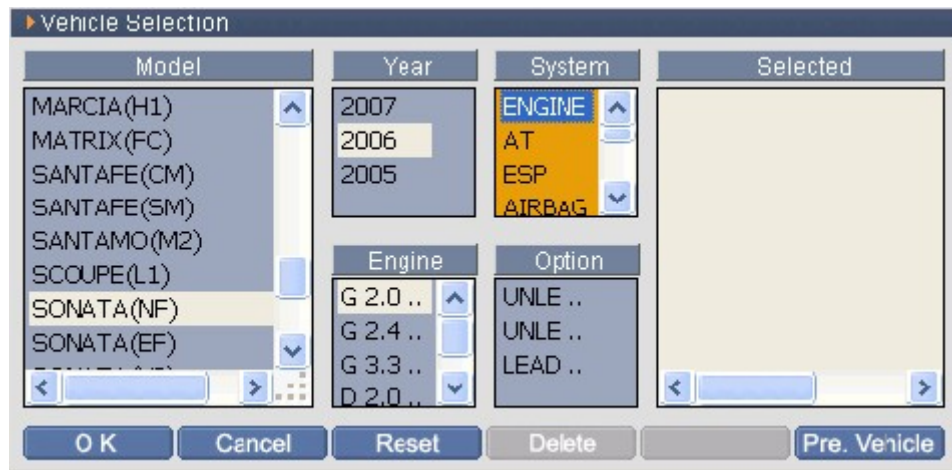 Vehicle Selection
Model
MARCIA(H1)
MATRIX(FC)
SANTAFE(CM)
SANTAFE(SM)
SANTAMO(M2)
SCOUPE(L1)
SONATA(NF)
SONATA(EF)
Year
2007
2006
2005
System
ENGINE
AT
ESP
AIRBAG
Engine
G 2.0 ..
G 2.4 ..
G 3.3 ..
D 2.0 ..
Option
UNLE ..
UNLE ..
LEAD ..
Selected
O K
Cancel
Reset
Delete
Pre. Vehicle